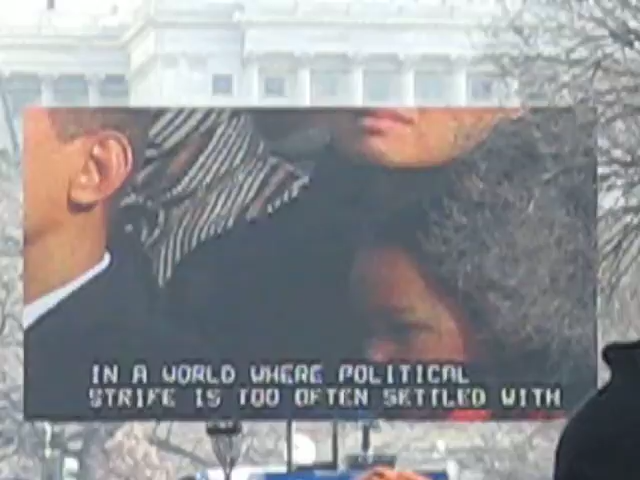 IN A WORLD WHERE POLITICAL
STRIFE IS TOO OFTEN SETTLED WITH